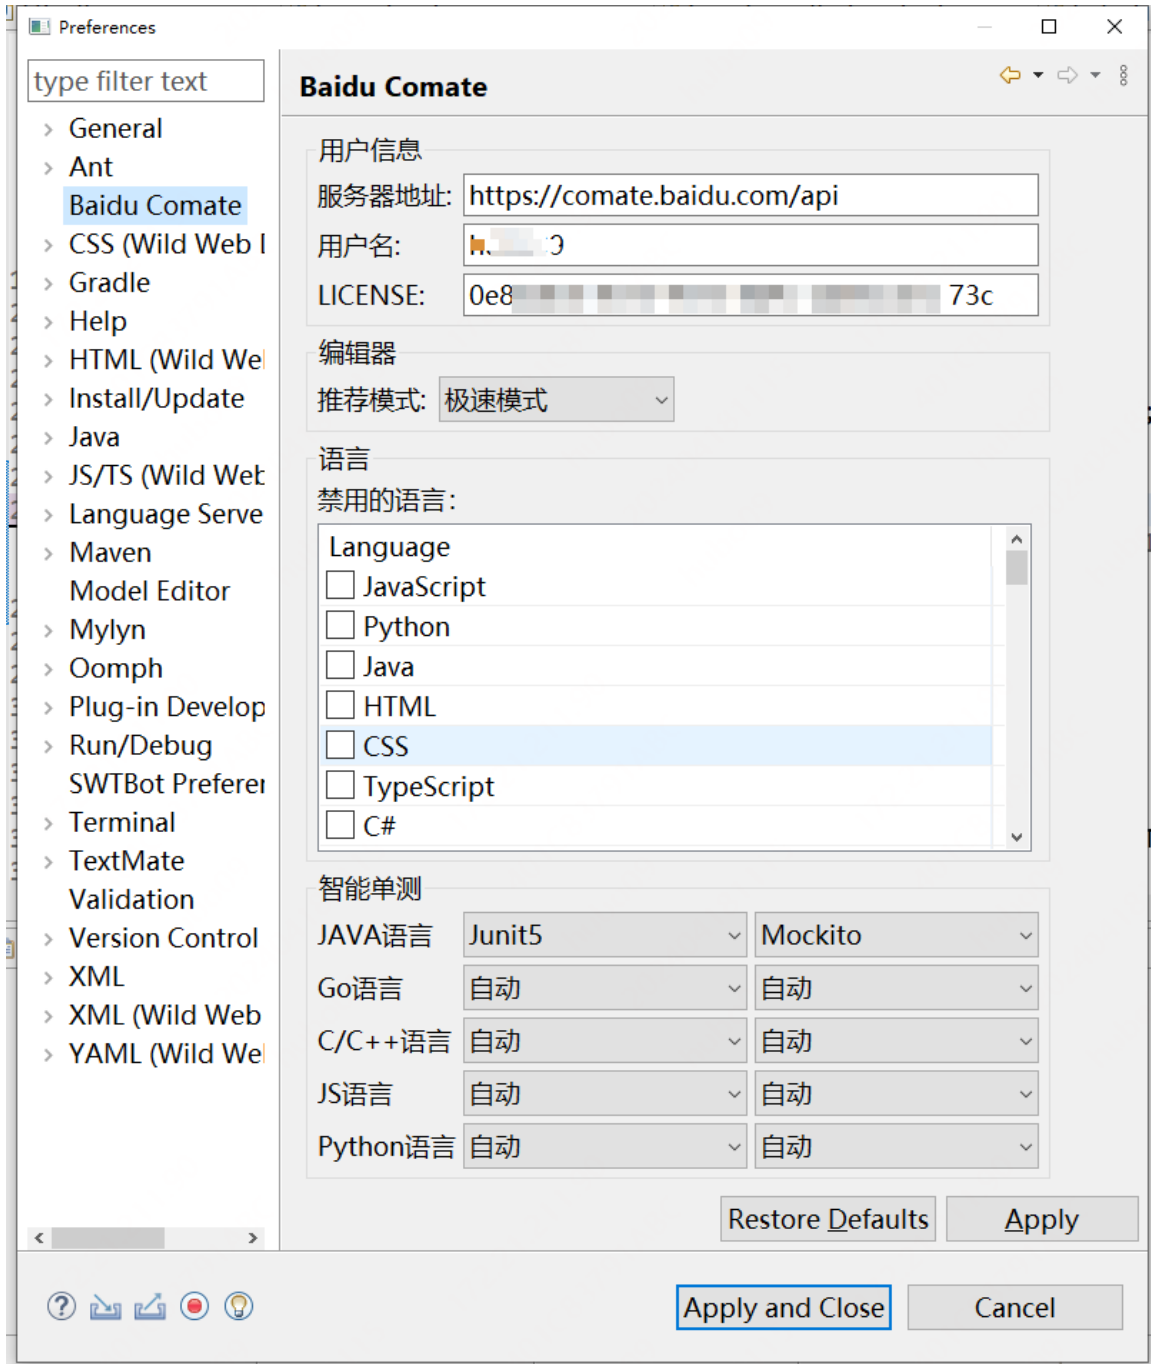 Preferences
type filter text
General
Ant
Baidu Comate
CSS (Wild Web
Gradle
Help
HTML (Wild We
Install/Update
Java
JS/TS (Wild Web
Language Serve
Maven
Model Editor
Mylyn
Oomph
Plug-in Develop
Run/Debug
SWTBot Prefere
Terminal
TextMate
Validation
Version Control
XML
XML (Wild Web
YAML (Wild We
Baidu Comate
用户信息
服务器地址: https://comate.baidu.com/api
用户名:
LICENSE: 0e8 73c
编辑器
推荐模式: 极速模式
语言
禁用的语言:
Language
JavaScript
Python
Java
HTML
CSS
TypeScript
C#
智能单测
JAVA语言 Junit5 Mockito
Go语言 自动 自动
C/C++语言 自动 自动
JS语言 自动 自动
Python语言 自动 自动
Restore Defaults Apply
Apply and Close Cancel